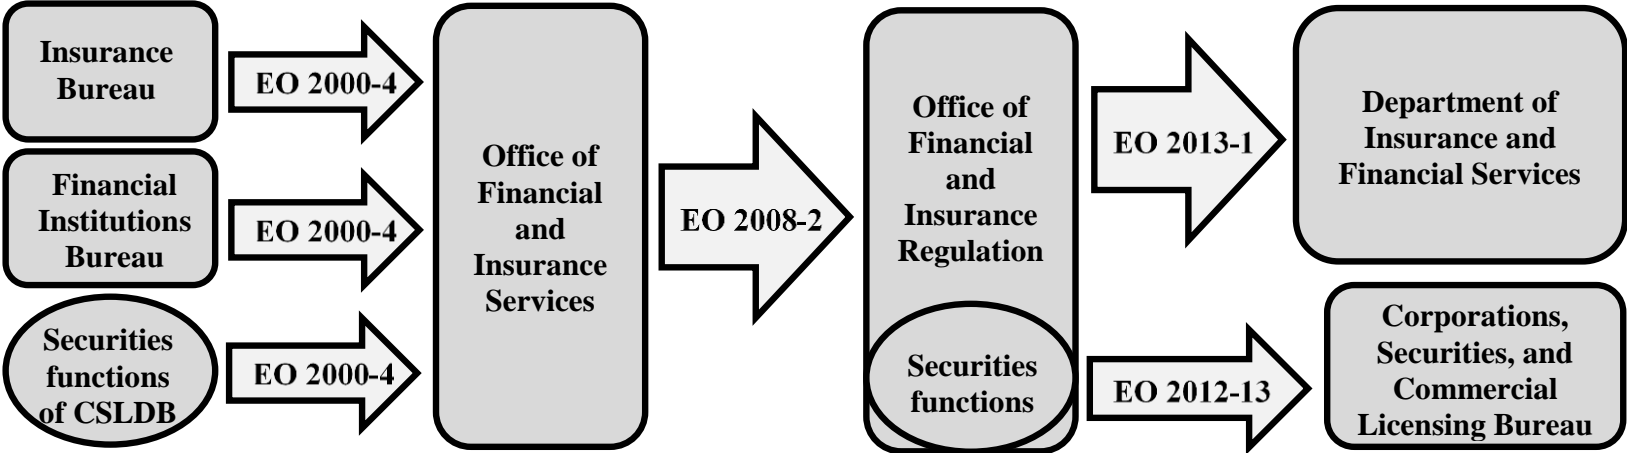 Insurance
Bureau
EO 2000-4
Financial
Institutions
Bureau
EO 2000-4
Securities
functions
of CSLDB
EO 2000-4
Office of
Financial
and
Insurance
Services
EO 2008-2
Office of
Financial
and
Insurance
Regulation
Securities
functions
EO 2013-1
Department of
Insurance and
Financial Services
EO 2012-13
Corporations,
Securities, and
Commercial
Licensing Bureau